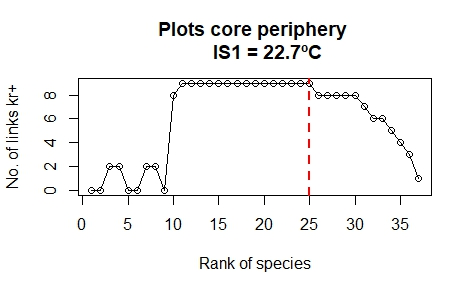 Plots core periphery
IS1 = 22.7ºC
No. of links kr+
8
6
4
2
0
0 5 10 15 20 25 30 35
Rank of species